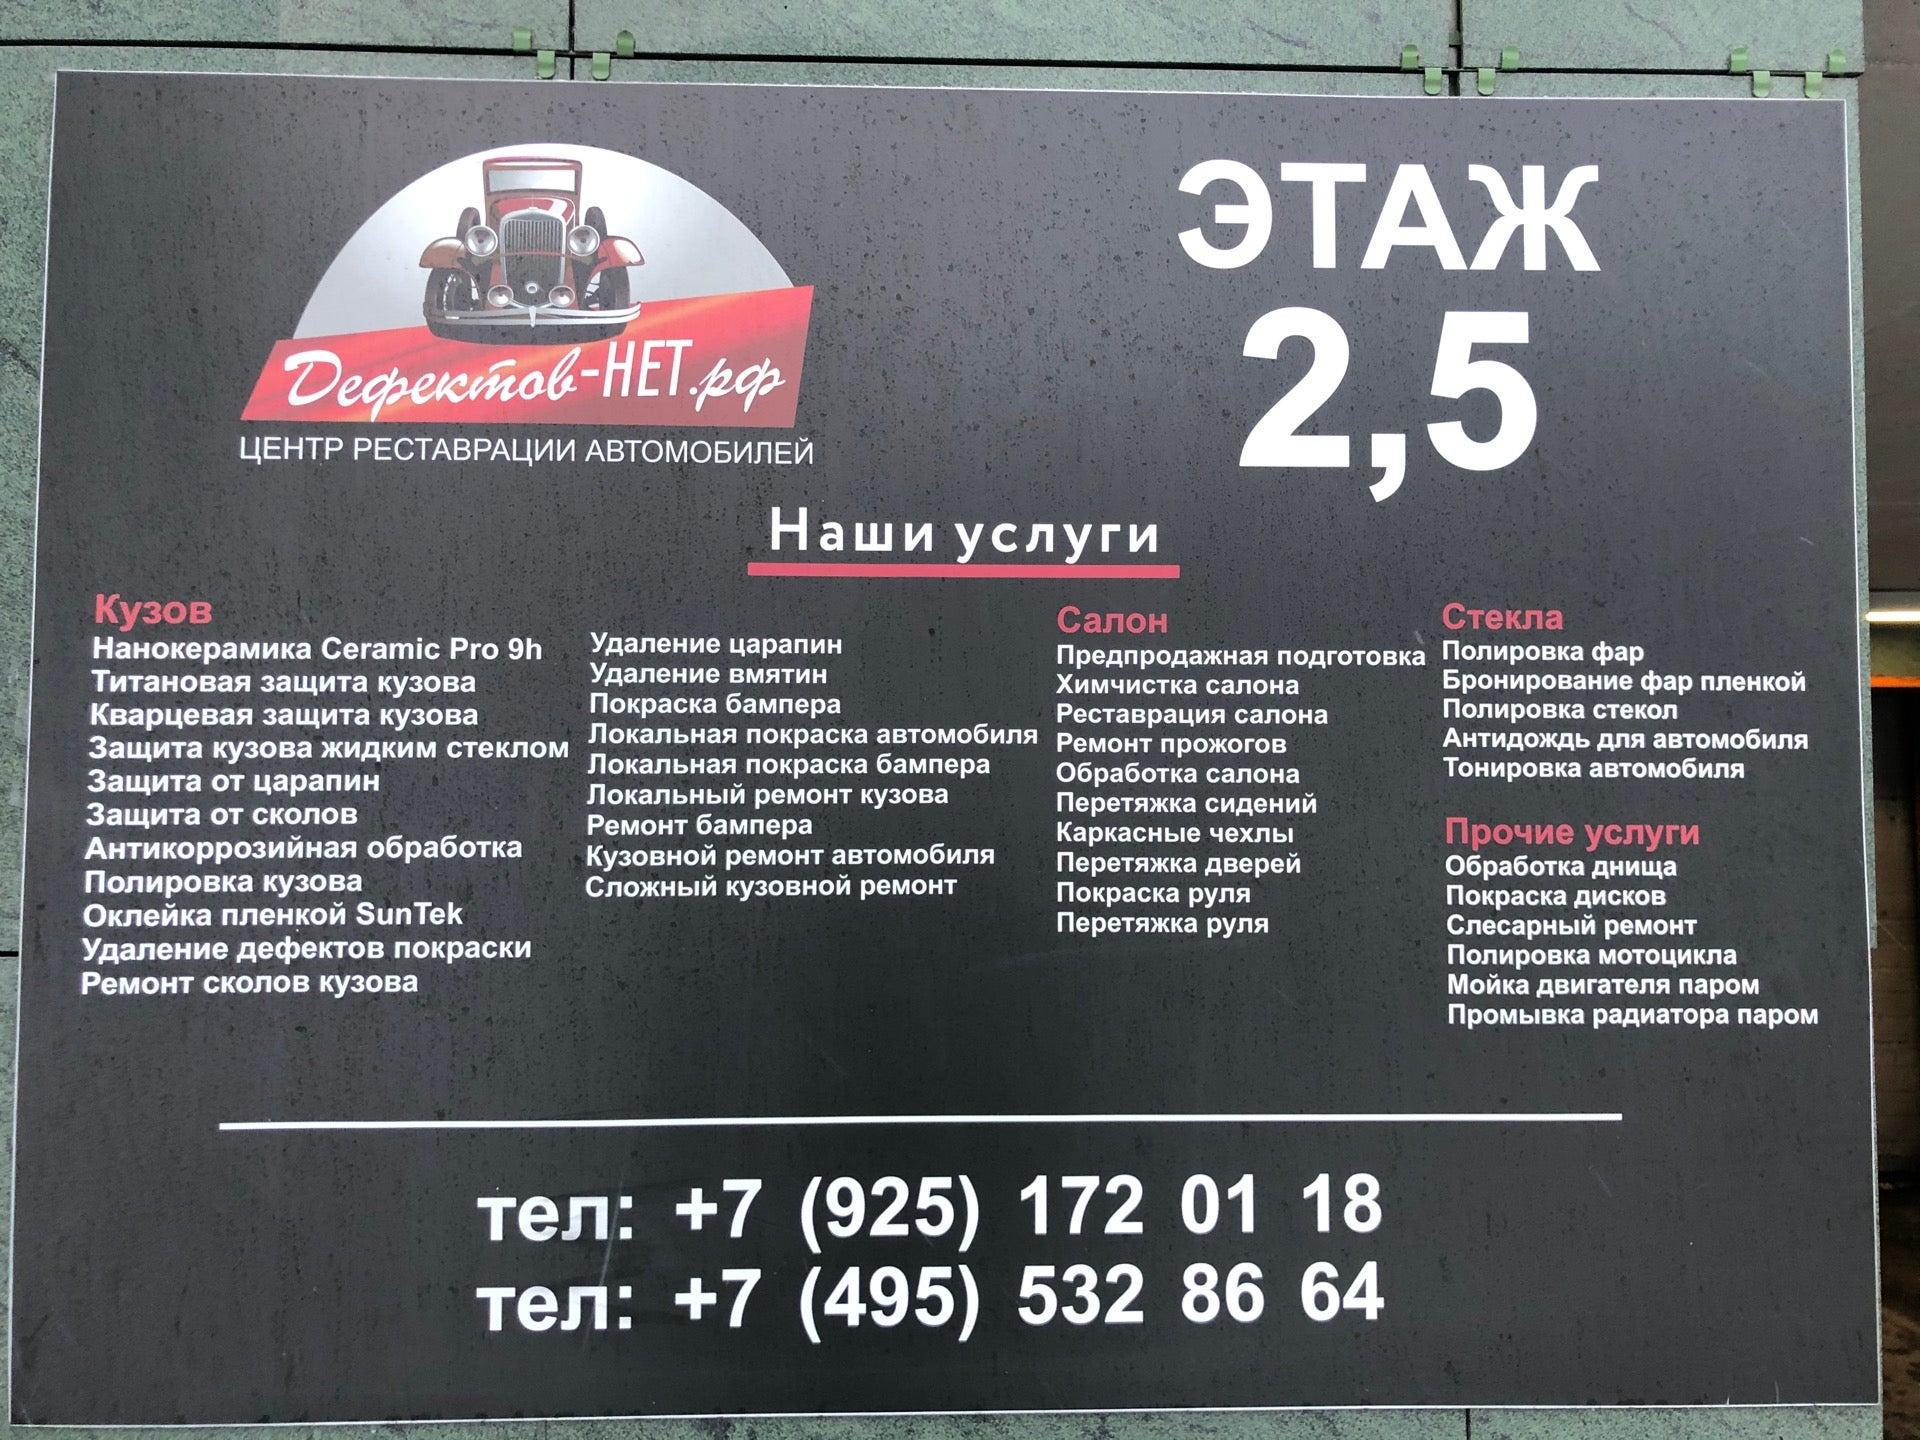 Дефектов-НЕТ.рф
ЦЕНТР РЕСТАВРАЦИИ АВТОМОБИЛЕЙ
ЭТАЖ
2,5
Наши услуги
Кузов
Нанокерамика Ceramic Pro 9h
Титановая защита кузова
Кварцевая защита кузова
Защита кузова жидким стеклом
Защита от царапин
Защита от сколов
Антикоррозийная обработка
Полировка кузова
Оклейка пленкой SunTek
Удаление дефектов покраски
Ремонт сколов кузова
Удаление царапин
Удаление вмятин
Покраска бампера
Локальная покраска автомобиля
Локальная покраска бампера
Локальный ремонт кузова
Ремонт бампера
Кузовной ремонт автомобиля
Сложный кузовной ремонт
Салон
Предпродажная подготовка
Химчистка салона
Реставрация салона
Ремонт прожогов
Обработка салона
Перетяжка сидений
Каркасные чехлы
Перетяжка дверей
Покраска руля
Перетяжка руля
Стекла
Полировка фар
Бронирование фар пленкой
Полировка стекол
Антидождь для автомобиля
Тонировка автомобиля
Прочие услуги
Обработка днища
Покраска дисков
Слесарный ремонт
Полировка мотоцикла
Мойка двигателя паром
Промывка радиатора паром
тел: +7 (925) 172 01 18
тел: +7 (495) 532 86 64